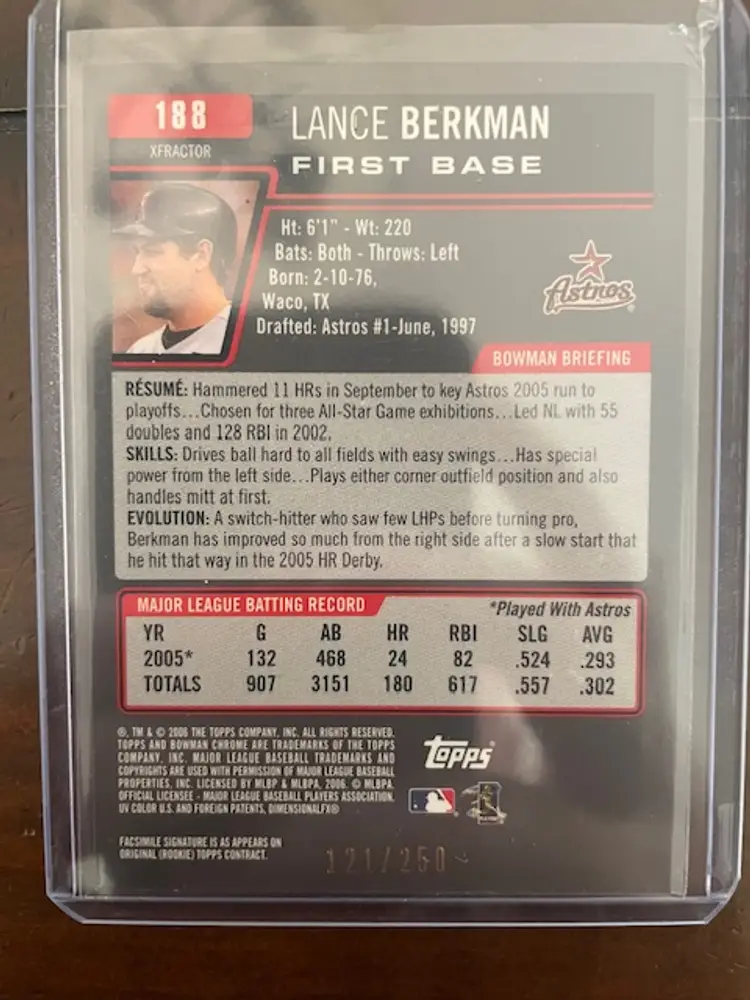 188
XFRACTOR
LANCE BERKMAN
FIRST BASE
Ht: 6'1" - Wt: 220
Bats: Both - Throws: Left
Born: 2-10-76,
Waco, TX
Drafted: Astros #1-June, 1997
Astros
BOWMAN BRIEFING
RÉSUMÉ: Hammered 11 HRs in September to key Astros 2005 run to
playoffs...Chosen for three All-Star Game exhibitions...Led NL with 55
doubles and 128 RBI in 2002.
SKILLS: Drives ball hard to all fields with easy swings...Has special
power from the left side...Plays either corner outfield position and also
handles mitt at first.
EVOLUTION: A switch-hitter who saw few LHPs before turning pro,
Berkman has improved so much from the right side after a slow start that
he hit that way in the 2005 HR Derby.
MAJOR LEAGUE BATTING RECORD *Played With Astros
YR G AB HR RBI SLG AVG
2005* 132 468 24 82 .524 .293
TOTALS 907 3151 180 617 .557 .302
®, TM & © 2006 THE TOPPS COMPANY, INC. ALL RIGHTS RESERVED.
TOPPS AND BOWMAN CHROME ARE TRADEMARKS OF THE TOPPS
COMPANY, INC. MAJOR LEAGUE BASEBALL TRADEMARKS AND
COPYRIGHTS ARE USED WITH PERMISSION OF MAJOR LEAGUE BASEBALL
PROPERTIES, INC. LICENSED BY MLBP & MLBPA, 2006. © MLBPA.
OFFICIAL LICENSEE - MAJOR LEAGUE BASEBALL PLAYERS ASSOCIATION.
UV COLOR U.S. AND FOREIGN PATENTS, DIMENSIONALFX®
topps
FACSIMILE SIGNATURE IS AS APPEARS ON
ORIGINAL (ROOKIE) TOPPS CONTRACT.
121/250